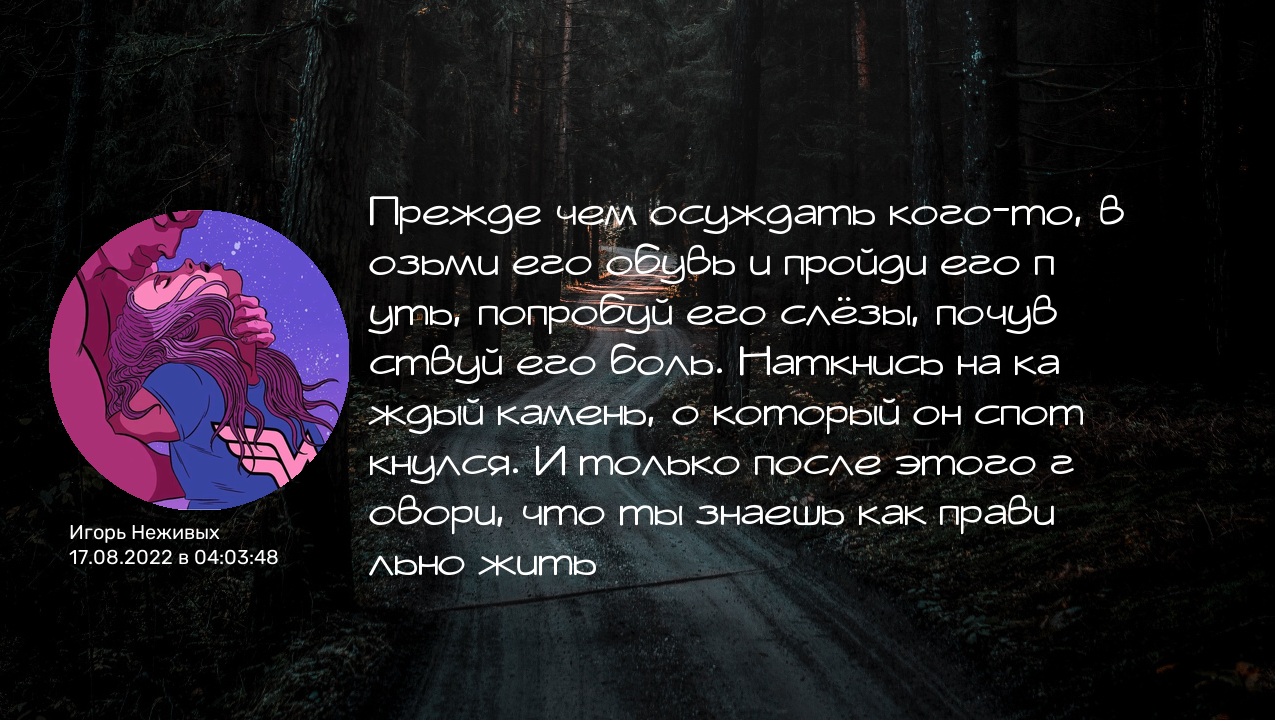 Прежде чем осуждать кого-то, в
озьми его обувь и пройди его п
уть, попробуй его слёзы, почув
ствуй его боль. Наткнись на ка
ждый камень, о который он спот
кнулся. И только после этого г
овори, что ты знаешь как прави
льно жить
Игорь Неживых
17.08.2022 в 04:03:48